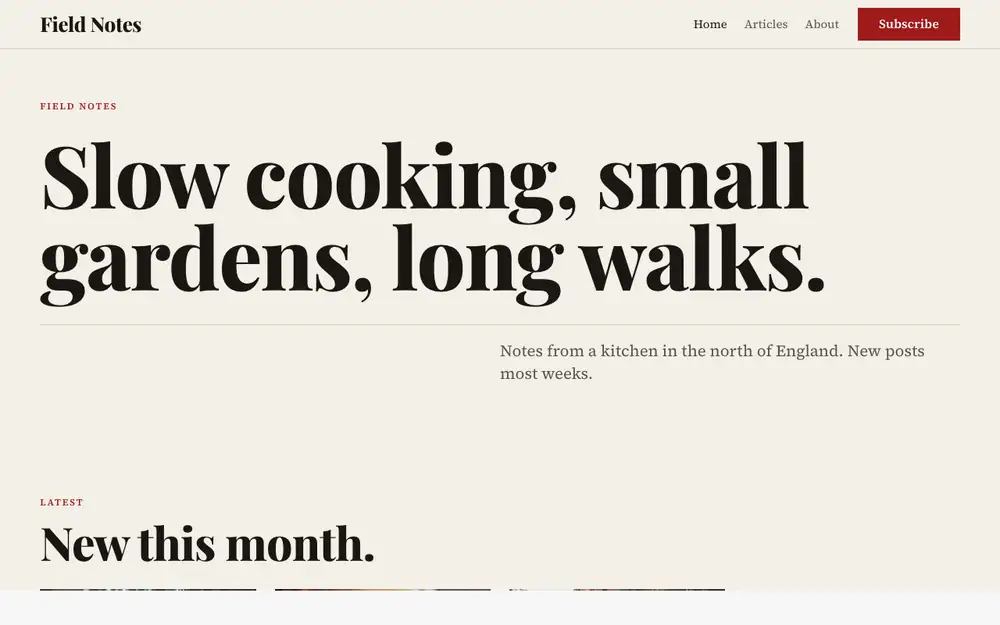 Field Notes
Home
Articles
About
Subscribe
FIELD NOTES
Slow cooking, small
gardens, long walks.
Notes from a kitchen in the north of England. New posts
most weeks.
LATEST
New this month.